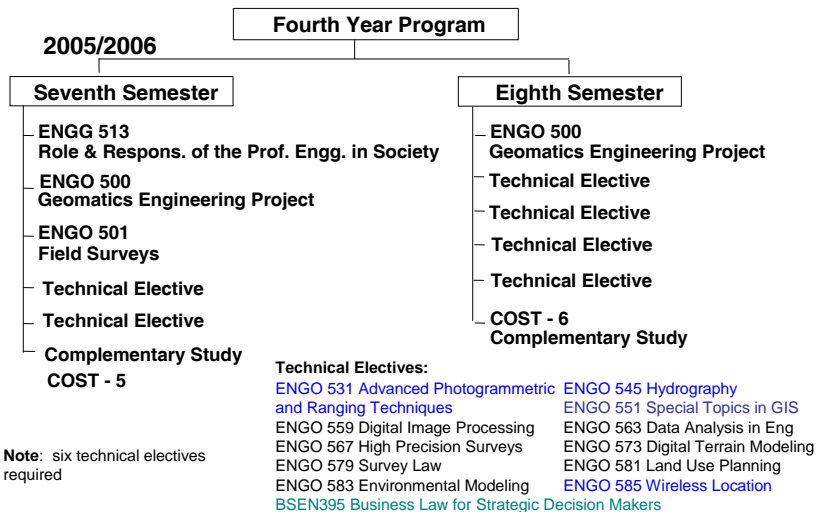 Fourth Year Program
2005/2006
Seventh Semester
ENGG 513
Role & Respons. of the Prof. Engg. in Society
ENGO 500
Geomatics Engineering Project
ENGO 501
Field Surveys
Technical Elective
Technical Elective
Complementary Study
COST - 5
Eighth Semester
ENGO 500
Geomatics Engineering Project
Technical Elective
Technical Elective
Technical Elective
Technical Elective
COST - 6
Complementary Study
Note: six technical electives
required
Technical Electives:
ENGO 531 Advanced Photogrammetric
and Ranging Techniques
ENGO 559 Digital Image Processing
ENGO 567 High Precision Surveys
ENGO 579 Survey Law
ENGO 583 Environmental Modeling
ENGO 545 Hydrography
ENGO 551 Special Topics in GIS
ENGO 563 Data Analysis in Eng
ENGO 573 Digital Terrain Modeling
ENGO 581 Land Use Planning
ENGO 585 Wireless Location
BSEN395 Business Law for Strategic Decision Makers